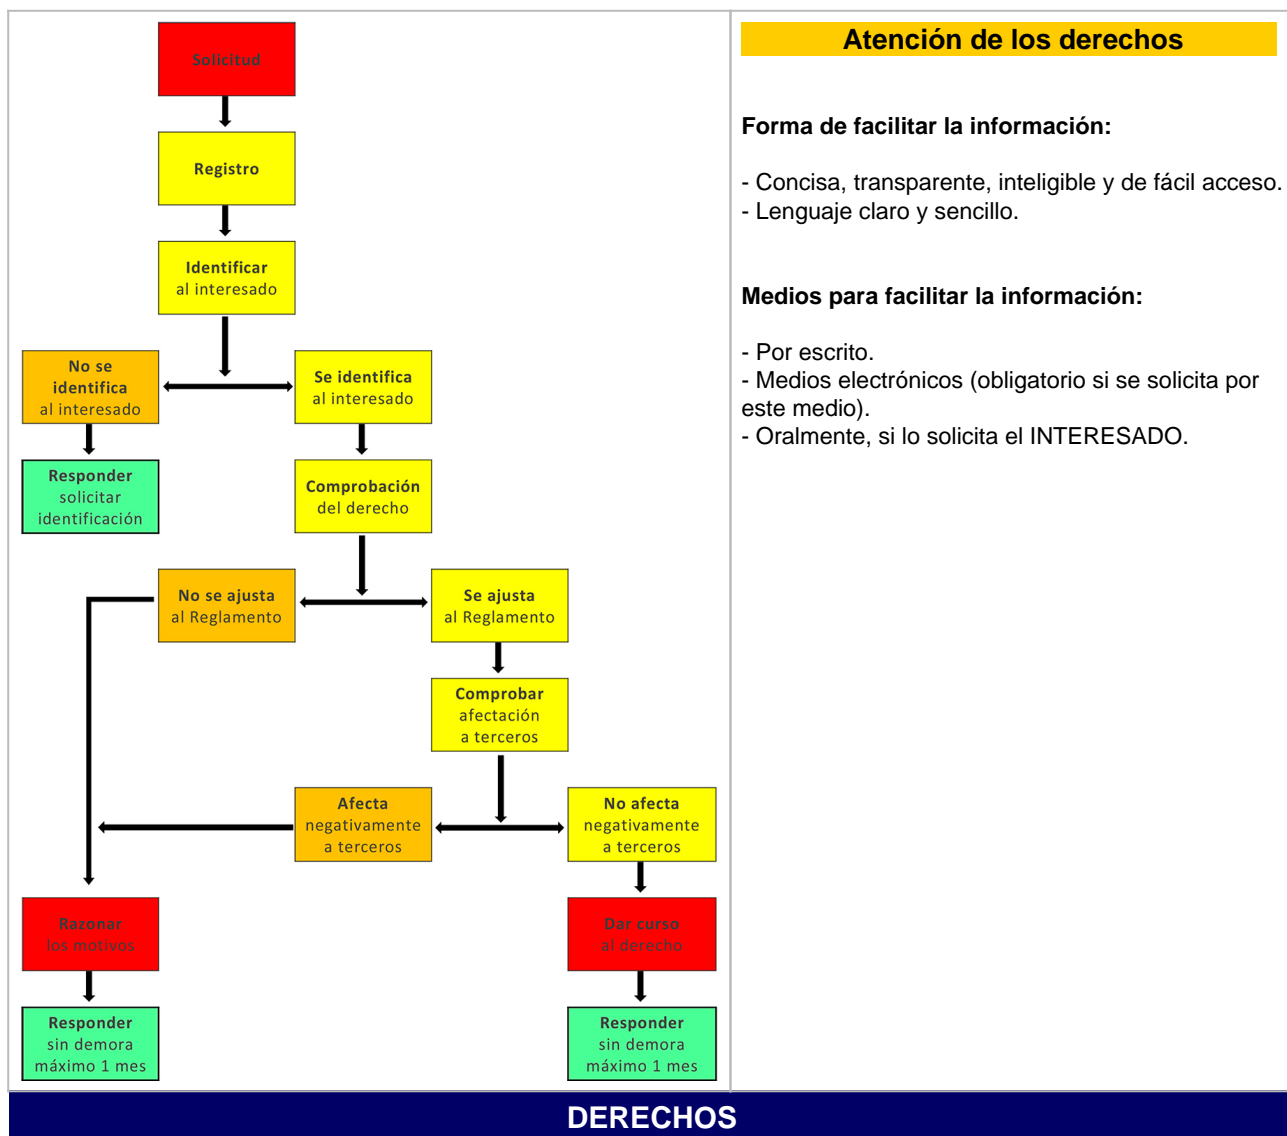 Solicitud
Registro
Identificar
al interesado
No se
identifica
al interesado
Se identifica
al interesado
Responder
solicitar
identificación
Comprobación
del derecho
No se ajusta
al Reglamento
Se ajusta
al Reglamento
Comprobar
afectación
a terceros
Afecta
negativamente
a terceros
No afecta
negativamente
a terceros
Razonar
los motivos
Dar curso
al derecho
Responder
sin demora
máximo 1 mes
Responder
sin demora
máximo 1 mes
Atención de los derechos
Forma de facilitar la información:
- Concisa, transparente, inteligible y de fácil acceso.
- Lenguaje claro y sencillo.
Medios para facilitar la información:
- Por escrito.
- Medios electrónicos (obligatorio si se solicita por
este medio).
- Oralmente, si lo solicita el INTERESADO.
DERECHOS